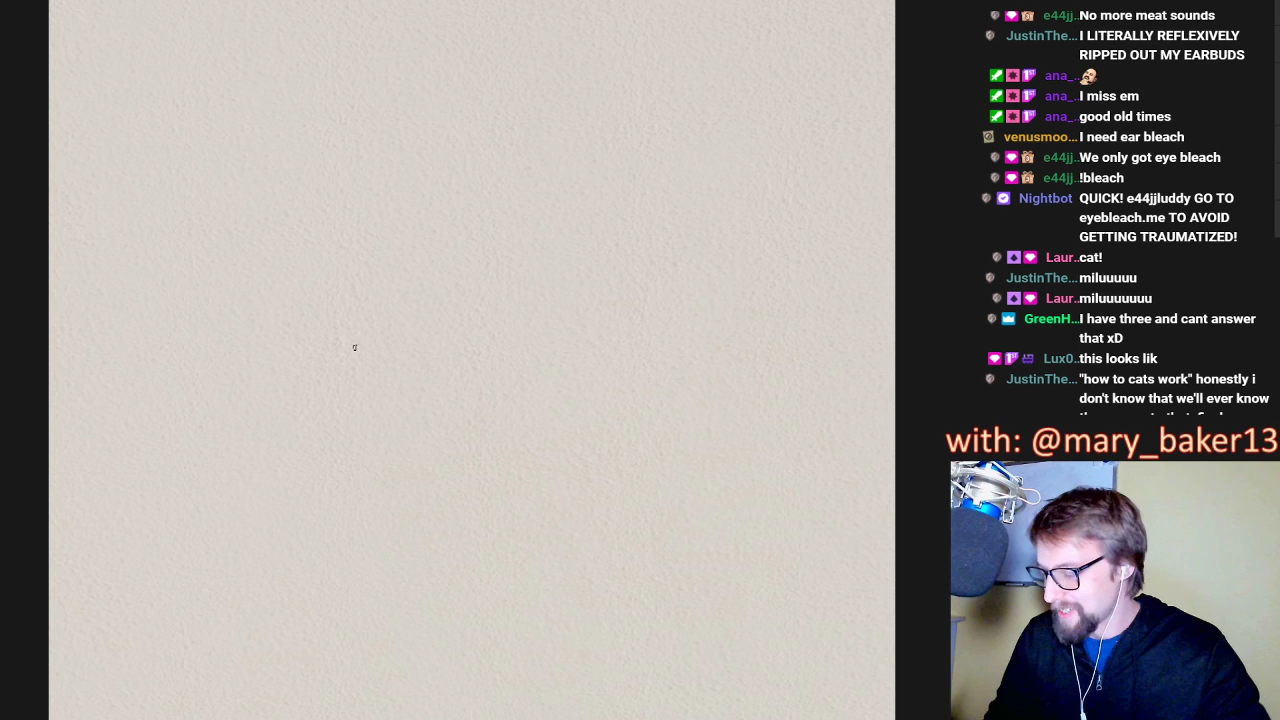 e44jj.. No more meat sounds
JustinThe... I LITERALLY REFLEXIVELY
RIPPED OUT MY EARBUDS
ana_..
ana_.. I miss em
ana_.. good old times
venusmoo... I need ear bleach
e44jj.. We only got eye bleach
e44jj.. !bleach
Nightbot QUICK! e44jjluddy GO TO
eyebleach.me TO AVOID
GETTING TRAUMATIZED!
Laur.. cat!
JustinThe... miluuuuu
Laur.. miluuuuuuu
GreenH... I have three and cant answer
that xD
Lux0.. this looks lik
JustinThe... "how to cats work" honestly i
don't know that we'll ever know
with: @mary_baker13